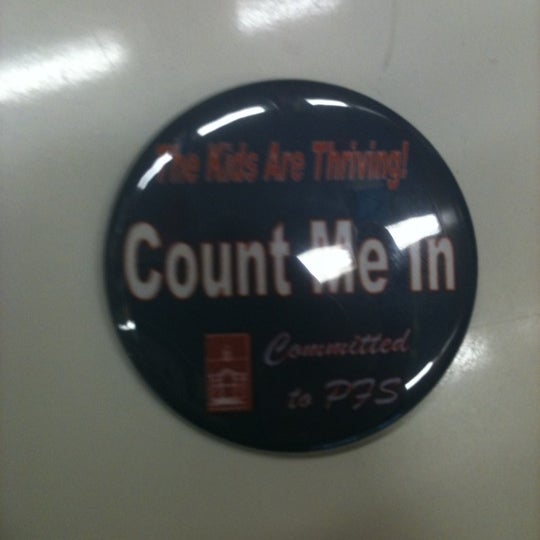 The Kids Are Thriving!
Count Me In
Committed
to PFS